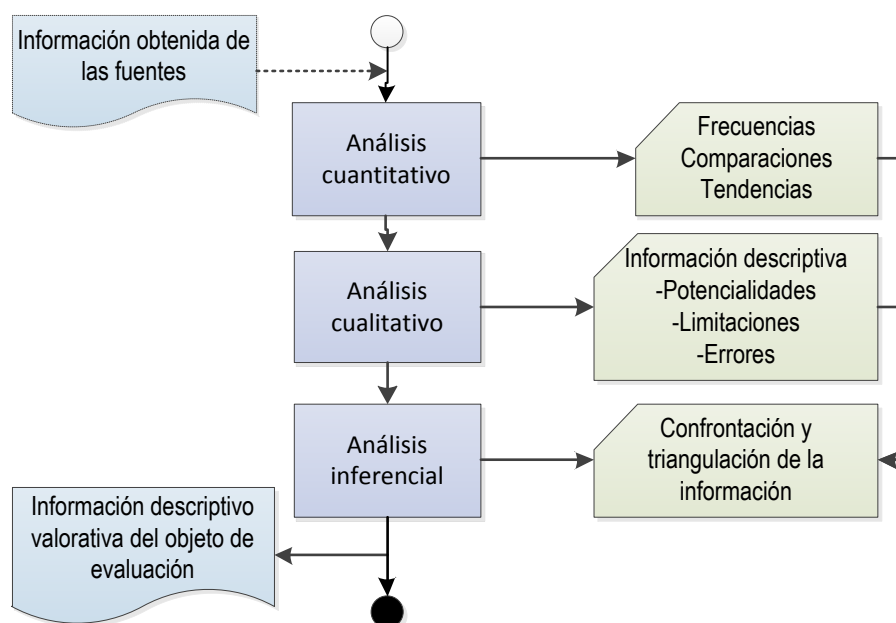 Información obtenida de
las fuentes
Análisis
cuantitativo
Frecuencias
Comparaciones
Tendencias
Análisis
cualitativo
Información descriptiva
-Potencialidades
-Limitaciones
-Errores
Análisis
inferencial
Confrontación y
triangulación de la
información
Información descriptivo
valorativa del objeto de
evaluación